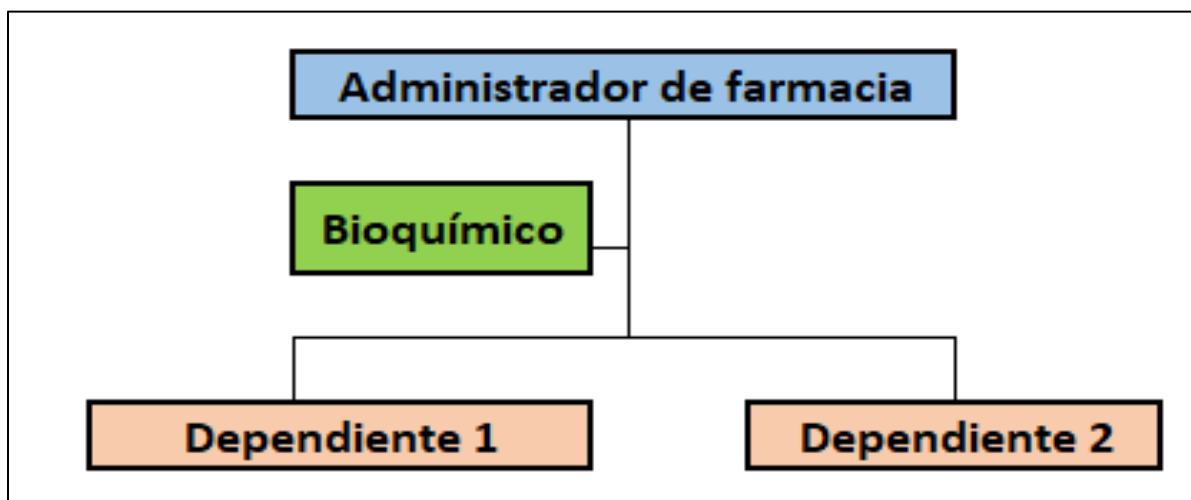 Administrador de farmacia
Bioquímico
Dependiente 1
Dependiente 2